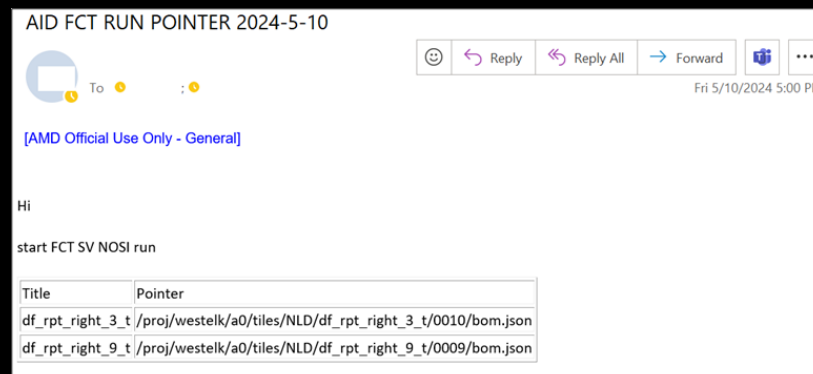 AID FCT RUN POINTER 2024-5-10
Reply Reply All Forward
To ;
Fri 5/10/2024 5:00
[AMD Official Use Only - General]
Hi
start FCT SV NOSI run
Title Pointer
df_rpt_right_3_t /proj/westelk/a0/tiles/NLD/df_rpt_right_3_t/0010/bom.json
df_rpt_right_9_t /proj/westelk/a0/tiles/NLD/df_rpt_right_9_t/0009/bom.json